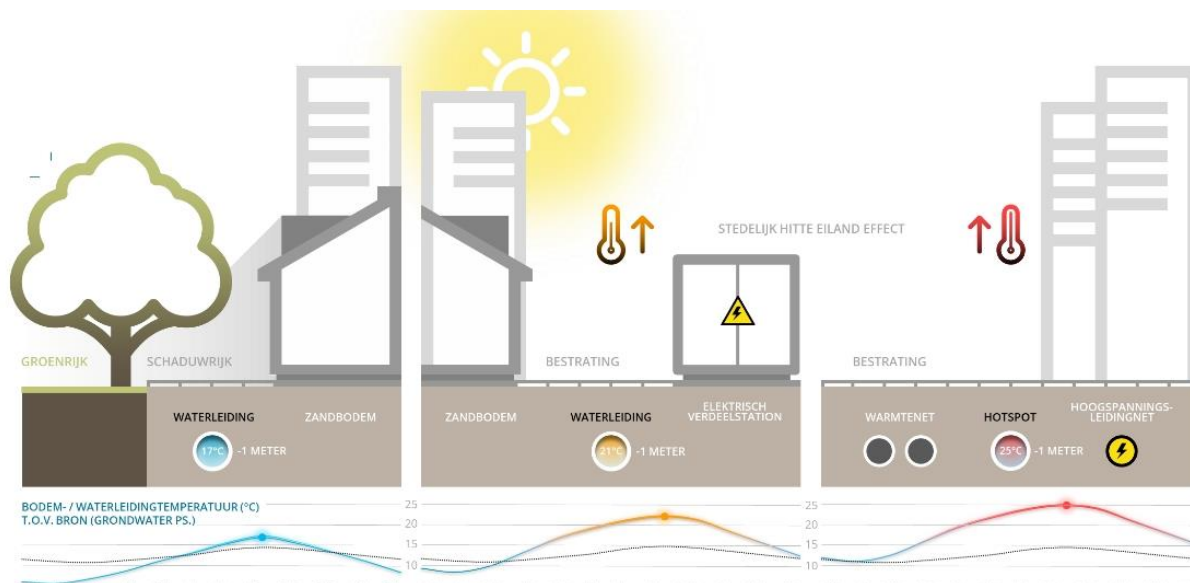 STEDELIJK HITTE EILAND EFFECT
GROENRIJK
SCHADUWRIJK
BESTRATING
BESTRATING
WATERLEIDING
ZANDBODEM
17°C
-1 METER
ZANDBODEM
WATERLEIDING
ELEKTRISCH
VERDEELSTATION
21°C
-1 METER
WARMTENET
HOTSPOT
HOOGSPANNINGS-
LEIDINGNET
25°C
-1 METER
BODEM- / WATERLEIDINGTEMPERATUUR (°C)
T.O.V. BRON (GRONDWATER PS.)
25
20
15
10
25
20
15
10